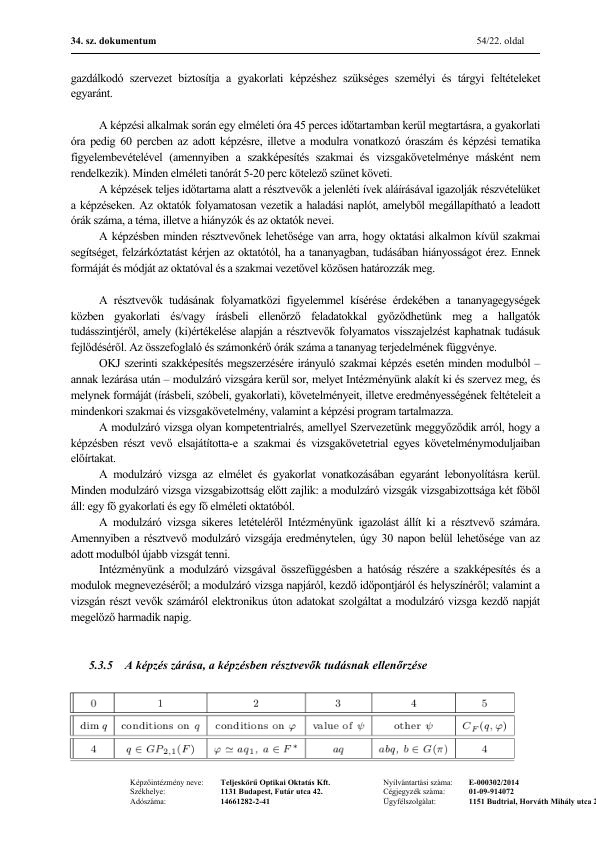 34. sz. dokumentum 54/22. oldal
gazdálkodó szervezet biztosítja a gyakorlati képzéshez szükséges személyi és tárgyi feltételeket
egyaránt.
A képzési alkalmak során egy elméleti óra 45 perces időtartamban kerül megtartásra, a gyakorlati
óra pedig 60 percben az adott képzésre, illetve a modulra vonatkozó óraszám és képzési tematika
figyelembevételével (amennyiben a szakképesítés szakmai és vizsgakövetelménye másként nem
rendelkezik). Minden elméleti tanórát 5-20 perc kötelező szünet követi.
A képzések teljes időtartama alatt a résztvevők a jelenléti ívek aláírásával igazolják részvételüket
a képzéseken. Az oktatók folyamatosan vezetik a haladási naplót, amelyből megállapítható a leadott
órák száma, a téma, illetve a hiányzók és az oktatók nevei.
A képzésben minden résztvevőnek lehetősége van arra, hogy oktatási alkalmon kívül szakmai
segítséget, felzárkóztatást kérjen az oktatótól, ha a tananyagban, tudásában hiányosságot érez. Ennek
formáját és módját az oktatóval és a szakmai vezetővel közösen határozzák meg.
A résztvevők tudásának folyamatközi figyelemmel kísérése érdekében a tananyagegységek
közben gyakorlati és/vagy írásbeli ellenőrző feladatokkal győződhetünk meg a hallgatók
tudásszintjéről, amely (ki)értékelése alapján a résztvevők folyamatos visszajelzést kaphatnak tudásuk
fejlődéséről. Az összefoglaló és számonkérő órák száma a tananyag terjedelmének függvénye.
OKJ szerinti szakképesítés megszerzésére irányuló szakmai képzés esetén minden modulból –
annak lezárása után – modulzáró vizsgára kerül sor, melyet Intézményünk alakít ki és szervez meg, és
melynek formáját (írásbeli, szóbeli, gyakorlati), követelményeit, illetve eredményességének feltételeit a
mindenkori szakmai és vizsgakövetelmény, valamint a képzési program tartalmazza.
A modulzáró vizsga olyan kompetentrialrés, amellyel Szervezetünk meggyőződik arról, hogy a
képzésben részt vevő elsajátította-e a szakmai és vizsgakövetetrial egyes követelménymoduljaiban
előírtakat.
A modulzáró vizsga az elmélet és gyakorlat vonatkozásában egyaránt lebonyolításra kerül.
Minden modulzáró vizsga vizsgabizottság előtt zajlik: a modulzáró vizsgák vizsgabizottsága két főből
áll: egy fő gyakorlati és egy fő elméleti oktatóból.
A modulzáró vizsga sikeres letételéről Intézményünk igazolást állít ki a résztvevő számára.
Amennyiben a résztvevő modulzáró vizsgája eredménytelen, úgy 30 napon belül lehetősége van az
adott modulból újabb vizsgát tenni.
Intézményünk a modulzáró vizsgával összefüggésben a hatóság részére a szakképesítés és a
modulok megnevezéséről; a modulzáró vizsga napjáról, kezdő időpontjáról és helyszínéről; valamint a
vizsgán részt vevők számáról elektronikus úton adatokat szolgáltat a modulzáró vizsga kezdő napját
megelőző harmadik napig.
5.3.5 A képzés zárása, a képzésben résztvevők tudásnak ellenőrzése
0 1 2 3 4 5
dim q conditions on q conditions on φ value of ψ other ψ C_F(q, φ)
4 q ∈ GP_{2,1}(F) φ ≃ aq_1, a ∈ F* aq abq, b ∈ G(π) 4
Képzőintézmény neve: Teljeskörű Optikai Oktatás Kft. Nyilvántartási száma: E-000302/2014
Székhelye: 1131 Budapest, Futár utca 42. Cégjegyzék száma: 01-09-914072
Adószáma: 14661282-2-41 Ügyfélszolgálat: 1151 Budtrial, Horváth Mihály utca 2